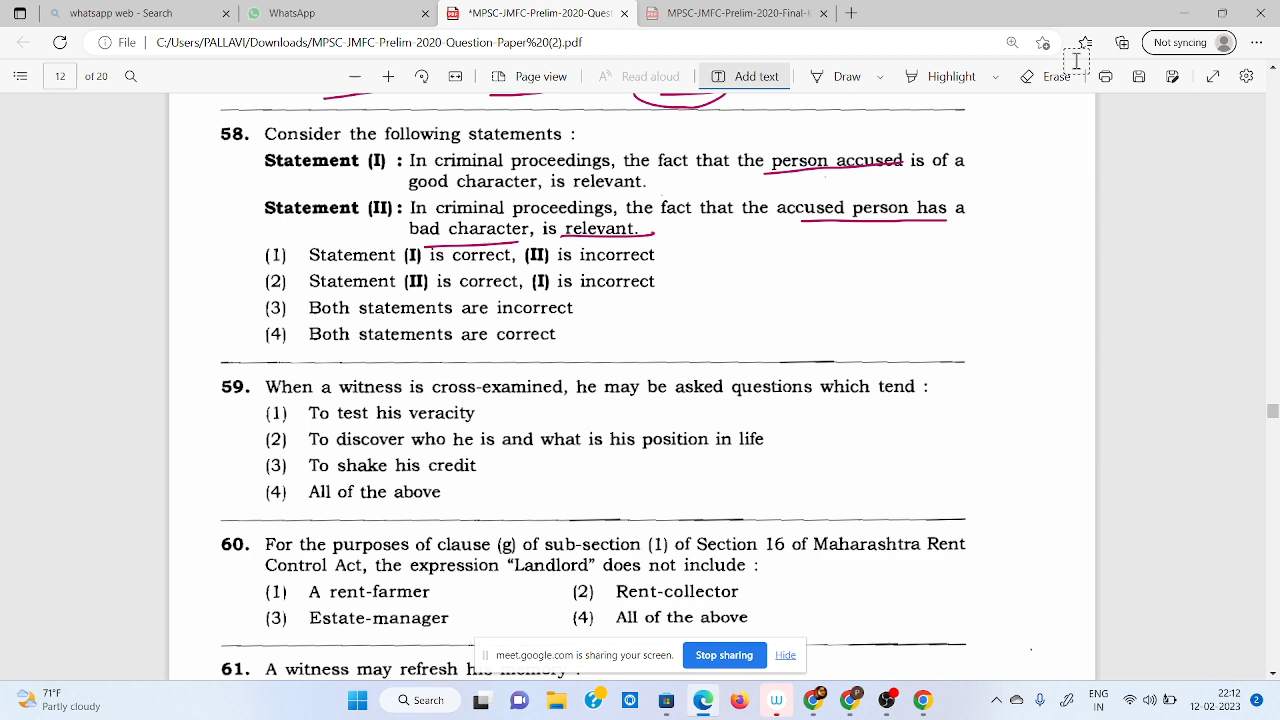 whatsapp web - Search
WhatsApp
*MPSC-JMFC-Prelim-2020-Quest
MPSC-JMFC-Prelim-2020-Final-K
File C:/Users/PALLAVI/Downloads/MPSC JMFC-Prelim-2020 Question-Paper%20(2).pdf
Not syncing
12 of 20
Page view
Read aloud
Add text
Draw
Highlight
Erase
58. Consider the following statements :
Statement (I) : In criminal proceedings, the fact that the person accused is of a
good character, is relevant.
Statement (II) : In criminal proceedings, the fact that the accused person has a
bad character, is relevant.
(1) Statement (I) is correct, (II) is incorrect
(2) Statement (II) is correct, (I) is incorrect
(3) Both statements are incorrect
(4) Both statements are correct
59. When a witness is cross-examined, he may be asked questions which tend :
(1) To test his veracity
(2) To discover who he is and what is his position in life
(3) To shake his credit
(4) All of the above
60. For the purposes of clause (g) of sub-section (1) of Section 16 of Maharashtra Rent
Control Act, the expression “Landlord” does not include :
(1) A rent-farmer (2) Rent-collector
(3) Estate-manager (4) All of the above
meet.google.com is sharing your screen. Stop sharing Hide
61. A witness may refresh his memory :
71°F
Partly cloudy
Search
ENG
IN
12-02-2023
2